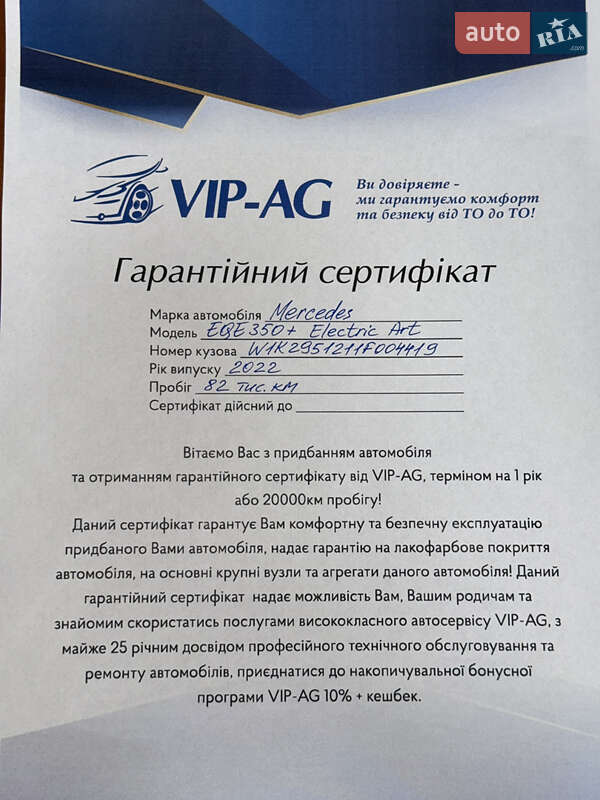 auto RIA .com
VIP-AG
Ви довіряєте -
ми гарантуємо комфорт
та безпеку від ТО до ТО!
Гарантійний сертифікат
Марка автомобіля Mercedes
Модель EQE 350+ Electric Art
Номер кузова W1K2951211F004419
Рік випуску 2022
Пробіг 82 тис. км
Сертифікат дійсний до
Вітаємо Вас з придбанням автомобіля
та отриманням гарантійного сертифікату від VIP-AG, терміном на 1 рік
або 20000км пробігу!
Даний сертифікат гарантує Вам комфортну та безпечну експлуатацію
придбаного Вами автомобіля, надає гарантію на лакофарбове покриття
автомобіля, на основні крупні вузли та агрегати даного автомобіля! Даний
гарантійний сертифікат надає можливість Вам, Вашим родичам та
знайомим скористатись послугами висококласного автосервісу VIP-AG, з
майже 25 річним досвідом професійного технічного обслуговування та
ремонту автомобілів, приєднатися до накопичувальної бонусної
програми VIP-AG 10% + кешбек.